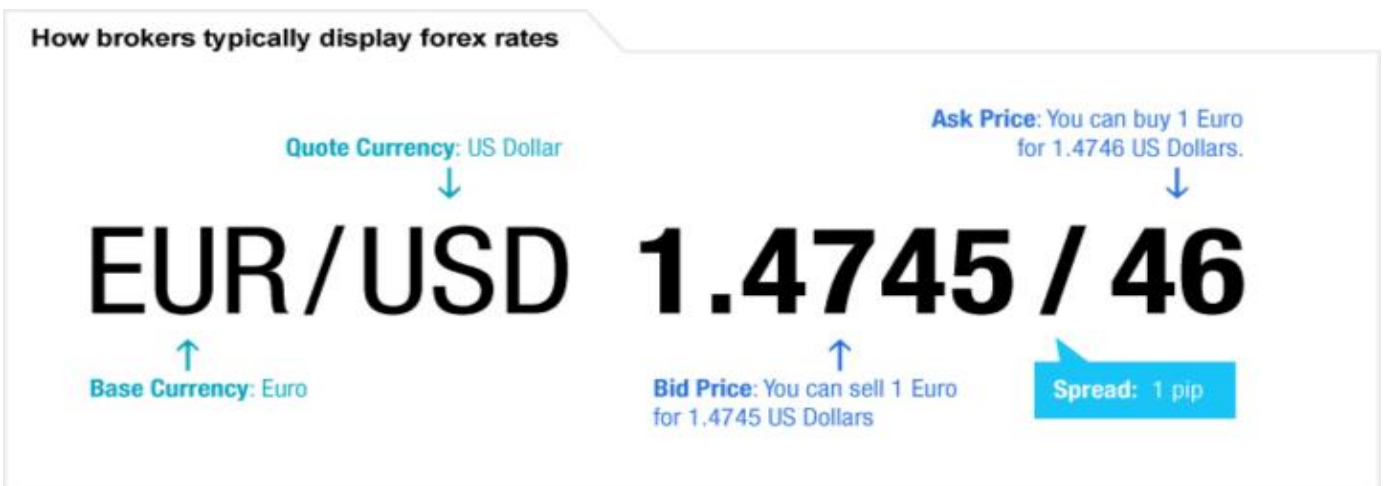 How brokers typically display forex rates
Ask Price: You can buy 1 Euro
for 1.4746 US Dollars.
Quote Currency: US Dollar
EUR/USD 1.4745 / 46
Base Currency: Euro
Bid Price: You can sell 1 Euro
for 1.4745 US Dollars
Spread: 1 pip